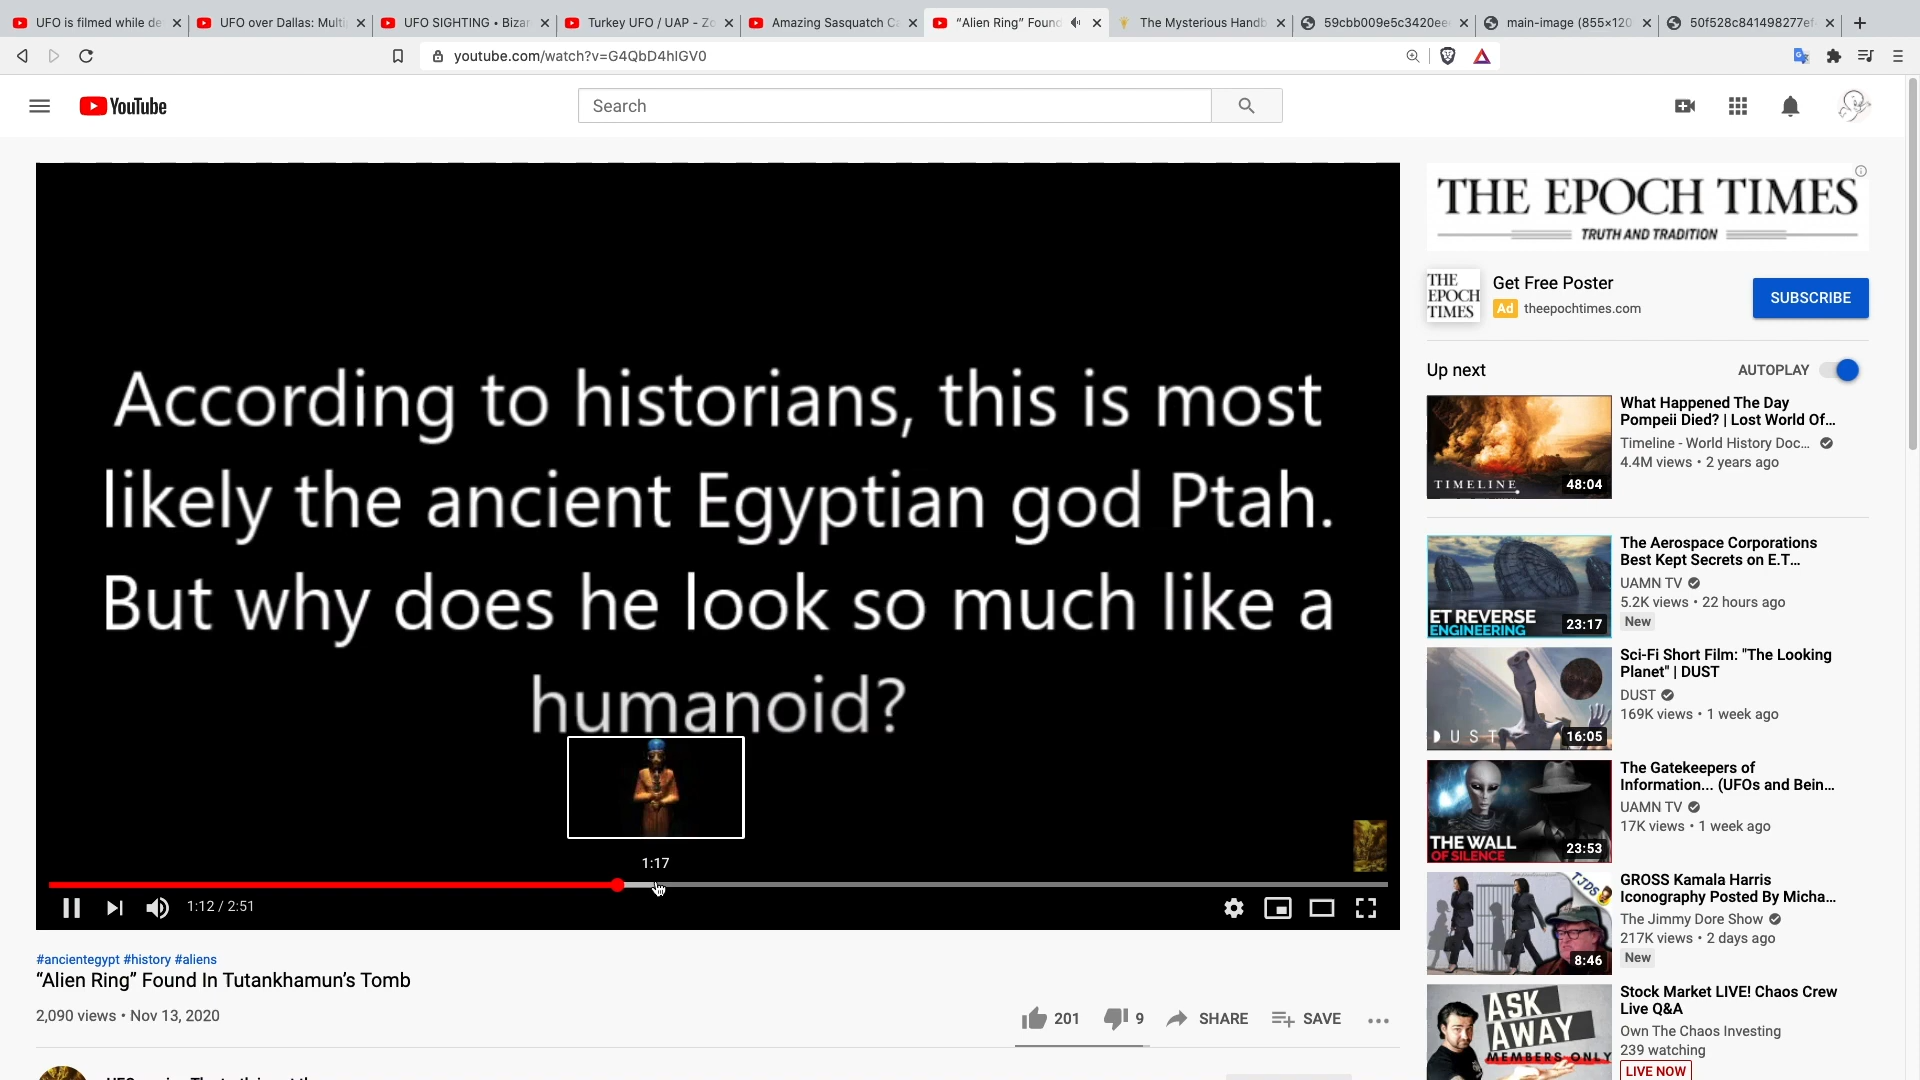 UFO is filmed while de
UFO over Dallas: Multi
UFO SIGHTING • Bizar
Turkey UFO / UAP - Zo
Amazing Sasquatch Ca
“Alien Ring” Found
The Mysterious Handb
59cbb009e5c3420ee
main-image (855×120
50f528c841498277ef
youtube.com/watch?v=G4QbD4hlGV0
YouTube
Search
According to historians, this is most
likely the ancient Egyptian god Ptah.
But why does he look so much like a
humanoid?
1:17
1:12 / 2:51
#ancientegypt #history #aliens
“Alien Ring” Found In Tutankhamun’s Tomb
2,090 views • Nov 13, 2020
201
9
SHARE
SAVE
THE EPOCH TIMES
TRUTH AND TRADITION
THE
EPOCH
TIMES
Get Free Poster
Ad theepochtimes.com
SUBSCRIBE
Up next
AUTOPLAY
TIMELINE
48:04
What Happened The Day
Pompeii Died? | Lost World Of...
Timeline - World History Doc...
4.4M views • 2 years ago
ET REVERSE
ENGINEERING
23:17
The Aerospace Corporations
Best Kept Secrets on E.T...
UAMN TV
5.2K views • 22 hours ago
New
DUST
16:05
Sci-Fi Short Film: "The Looking
Planet" | DUST
DUST
169K views • 1 week ago
THE WALL
OF SILENCE
23:53
The Gatekeepers of
Information... (UFOs and Bein...
UAMN TV
17K views • 1 week ago
TJDS
8:46
GROSS Kamala Harris
Iconography Posted By Micha...
The Jimmy Dore Show
217K views • 2 days ago
New
ASK
AWAY
MEMBERS ONLY
Stock Market LIVE! Chaos Crew
Live Q&A
Own The Chaos Investing
239 watching
LIVE NOW